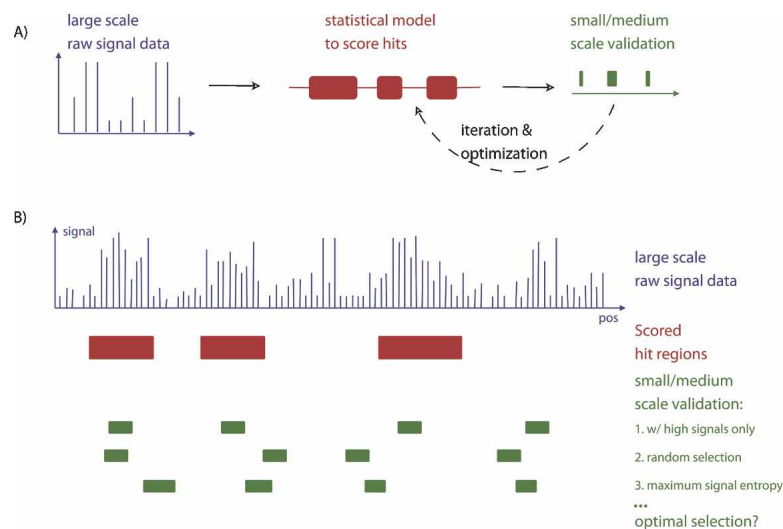 A)
large scale
raw signal data
statistical model
to score hits
small/medium
scale validation
iteration &
optimization
B)
signal
pos
large scale
raw signal data
Scored
hit regions
small/medium
scale validation:
1. w/ high signals only
2. random selection
3. maximum signal entropy
...
optimal selection?